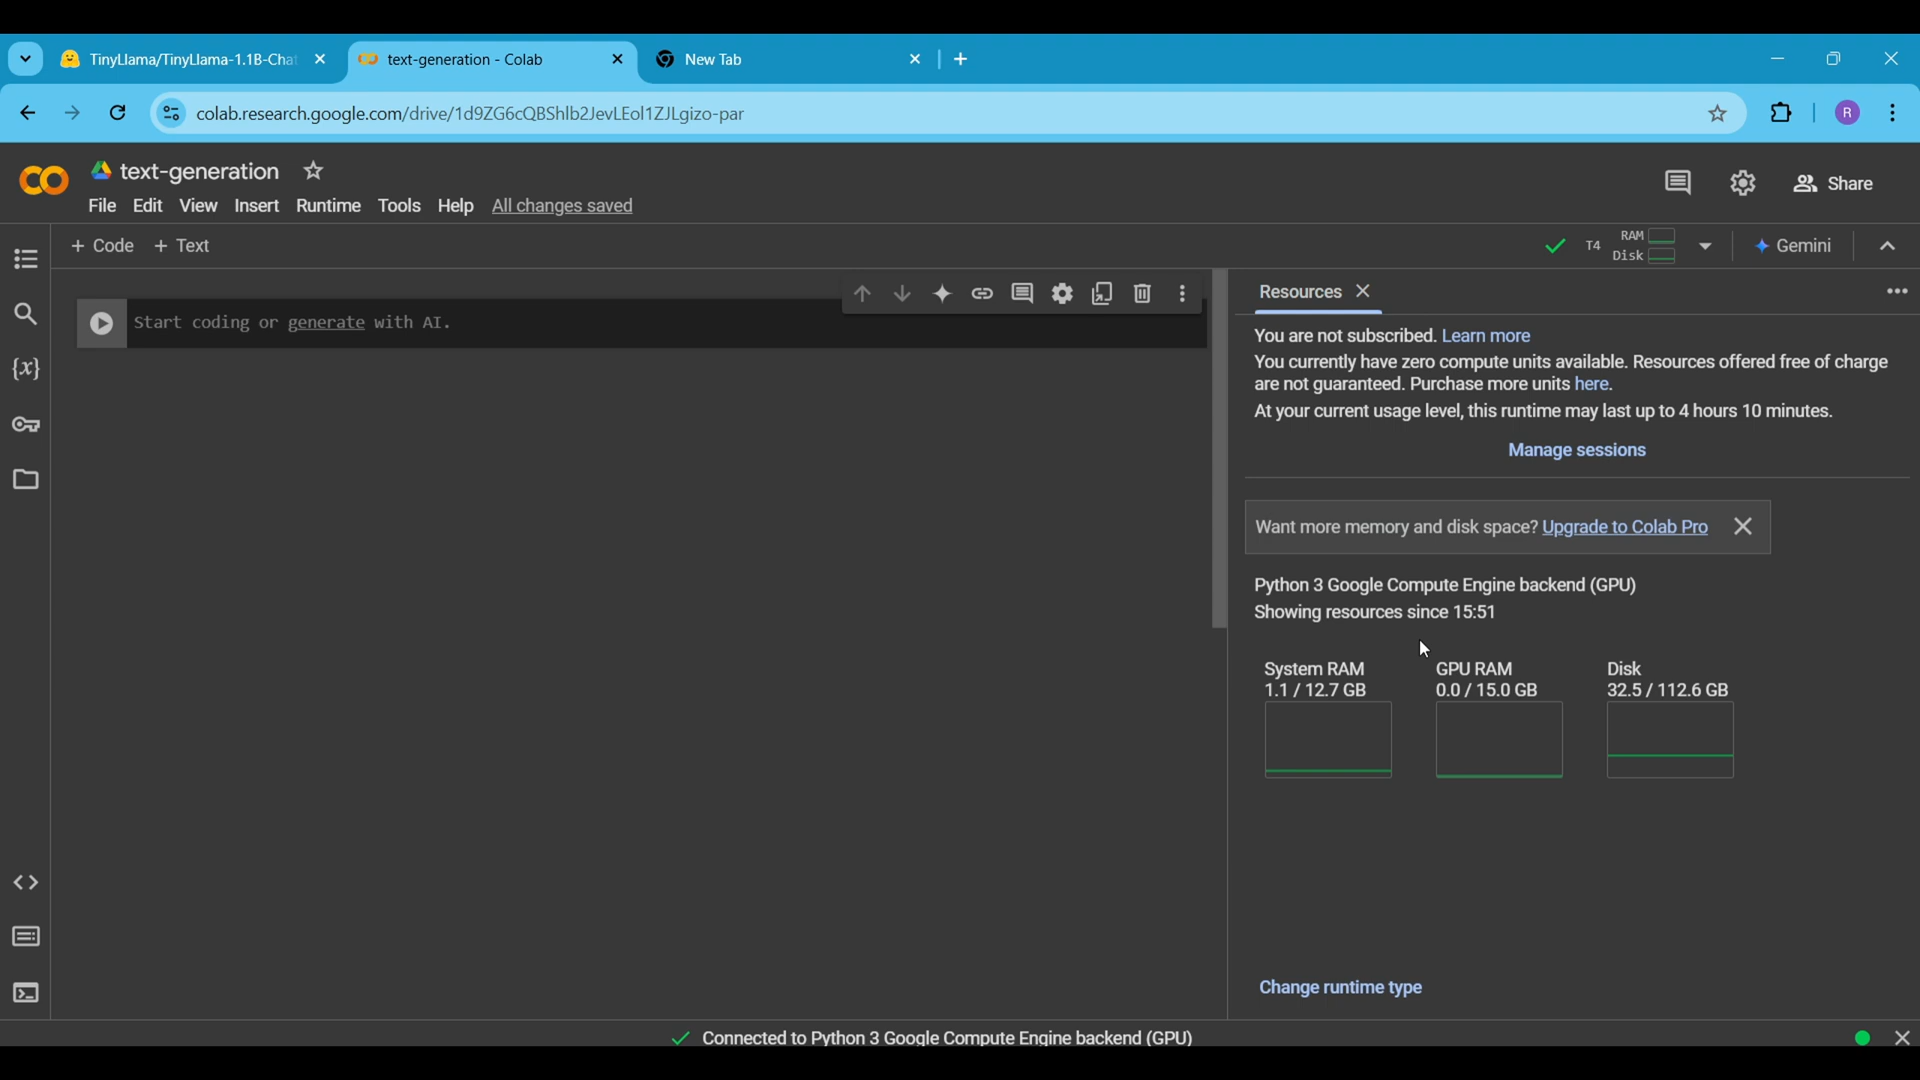 TinyLlama/TinyLlama-1.1B-Chat
text-generation - Colab
New Tab
colab.research.google.com/drive/1d9ZG6cQBShlb2JevLEol1ZJLgizo-par
R
text-generation
Share
File Edit View Insert Runtime Tools Help All changes saved
+ Code + Text
T4
RAM
Disk
Gemini
Start coding or generate with AI.
Resources
You are not subscribed. Learn more
You currently have zero compute units available. Resources offered free of charge
are not guaranteed. Purchase more units here.
At your current usage level, this runtime may last up to 4 hours 10 minutes.
Manage sessions
Want more memory and disk space? Upgrade to Colab Pro
Python 3 Google Compute Engine backend (GPU)
Showing resources since 15:51
System RAM
1.1 / 12.7 GB
GPU RAM
0.0 / 15.0 GB
Disk
32.5 / 112.6 GB
Change runtime type
Connected to Python 3 Google Compute Engine backend (GPU)